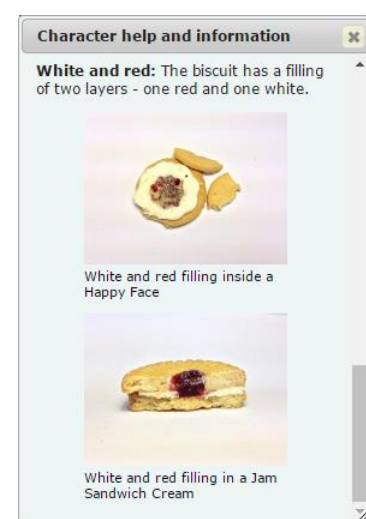 Character help and information
White and red: The biscuit has a filling
of two layers - one red and one white.
White and red filling inside a
Happy Face
White and red filling in a Jam
Sandwich Cream